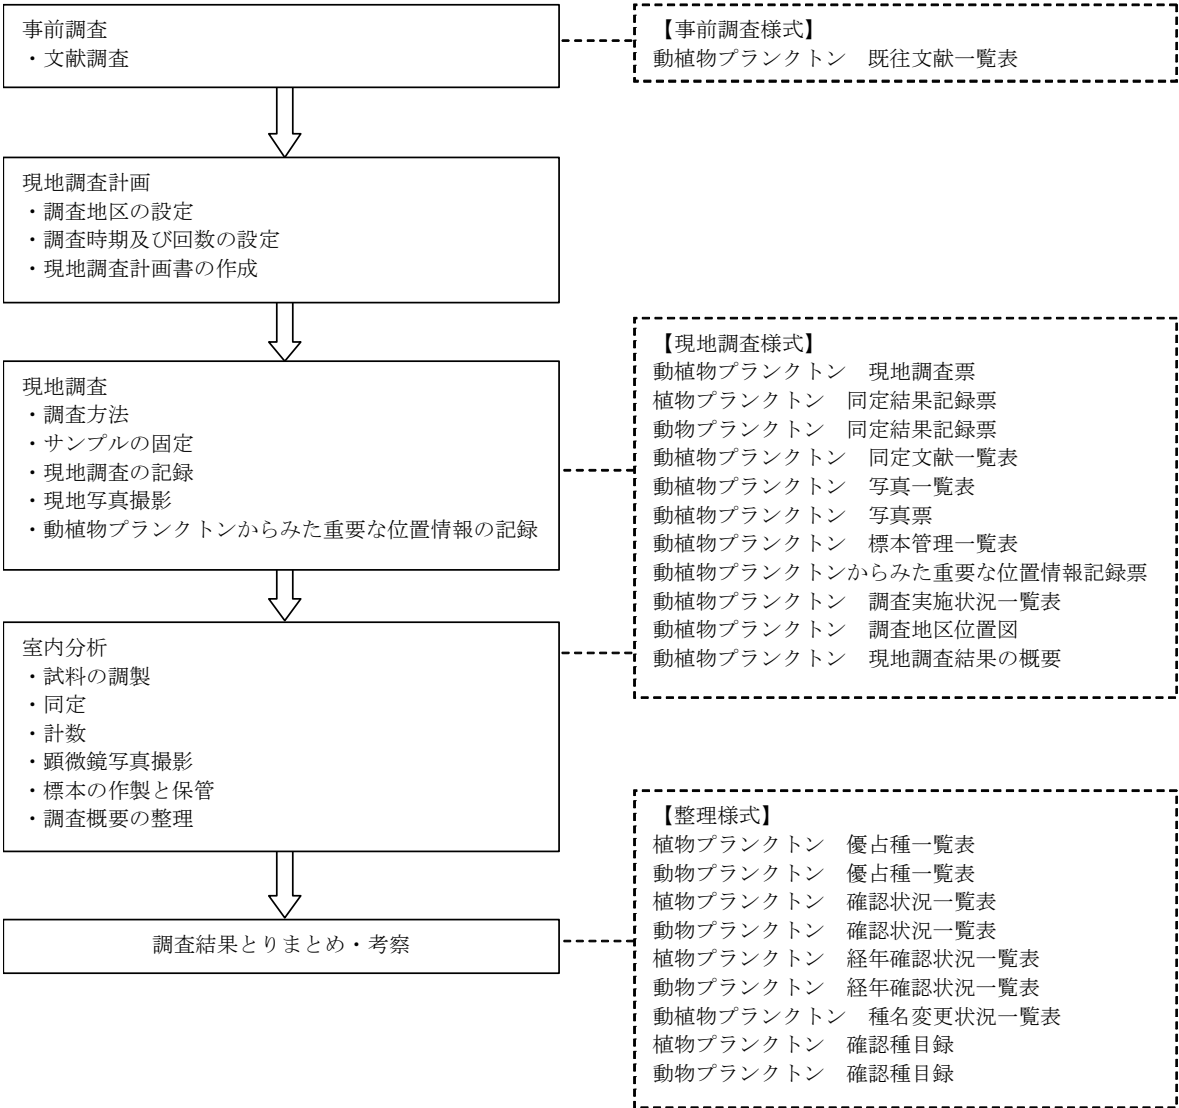 事前調査
・文献調査
【事前調査様式】
動植物プランクトン　既往文献一覧表
現地調査計画
・調査地区の設定
・調査時期及び回数の設定
・現地調査計画書の作成
現地調査
・調査方法
・サンプルの固定
・現地調査の記録
・現地写真撮影
・動植物プランクトンからみた重要な位置情報の記録
【現地調査様式】
動植物プランクトン　現地調査票
植物プランクトン　同定結果記録票
動物プランクトン　同定結果記録票
動植物プランクトン　同定文献一覧表
動植物プランクトン　写真一覧表
動植物プランクトン　写真票
動植物プランクトン　標本管理一覧表
動植物プランクトンからみた重要な位置情報記録票
動植物プランクトン　調査実施状況一覧表
動植物プランクトン　調査地区位置図
動植物プランクトン　現地調査結果の概要
室内分析
・試料の調製
・同定
・計数
・顕微鏡写真撮影
・標本の作製と保管
・調査概要の整理
調査結果とりまとめ・考察
【整理様式】
植物プランクトン　優占種一覧表
動物プランクトン　優占種一覧表
植物プランクトン　確認状況一覧表
動物プランクトン　確認状況一覧表
植物プランクトン　経年確認状況一覧表
動物プランクトン　経年確認状況一覧表
動植物プランクトン　種名変更状況一覧表
植物プランクトン　確認種目録
動物プランクトン　確認種目録